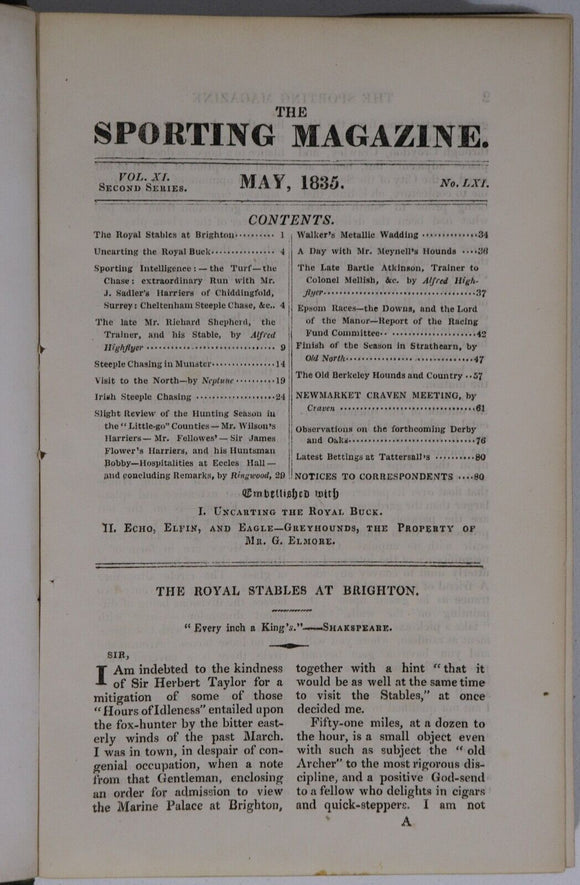 THE
SPORTING MAGAZINE.
VOL. XI.
SECOND SERIES.
MAY, 1835.
No. LXI.
CONTENTS.
The Royal Stables at Brighton·········· 1
Uncarting the Royal Buck················ 4
Sporting Intelligence: — the Turf—the
Chase: extraordinary Run with Mr.
J. Sadler's Harriers of Chiddingfold,
Surrey: Cheltenham Steeple Chase, &c.. 4
The late Mr. Richard Shepherd, the
Trainer, and his Stable, by Alfred
Highflyer ································ 9
Steeple Chasing in Munster··············14
Visit to the North—by Neptune ··········19
Irish Steeple Chasing ···················24
Slight Review of the Hunting Season in
the "Little-go" Counties — Mr. Wilson's
Harriers — Mr. Fellowes' — Sir James
Flower's Harriers, and his Huntsman
Bobby—Hospitalities at Eccles Hall —
and concluding Remarks, by Ringwood, 29
Walker's Metallic Wadding ··············34
A Day with Mr. Meynell's Hounds ····36
The Late Bartle Atkinson, Trainer to
Colonel Mellish, &c. by Alfred High-
flyer·····································37
Epsom Races—the Downs, and the Lord
of the Manor—Report of the Racing
Fund Committee·· ·······················42
Finish of the Season in Strathearn, by
Old North································47
The Old Berkeley Hounds and Country ··57
NEWMARKET CRAVEN MEETING, by
Craven ··································61
Observations on the forthcoming Derby
and Oaks·································76
Latest Bettings at Tattersall's ··········80
NOTICES TO CORRESPONDENTS ····80
Embellished with
I. UNCARTING THE ROYAL BUCK.
II. ECHO, ELFIN, AND EAGLE—GREYHOUNDS, THE PROPERTY OF
MR. G. ELMORE.
THE ROYAL STABLES AT BRIGHTON.
"Every inch a King's."——SHAKSPEARE.
SIR,
I Am indebted to the kindness
of Sir Herbert Taylor for a
mitigation of some of those
"Hours of Idleness" entailed upon
the fox-hunter by the bitter east-
erly winds of the past March.
I was in town, in despair of con-
genial occupation, when a note
from that Gentleman, enclosing
an order for admission to view
the Marine Palace at Brighton,
together with a hint "that it
would be as well at the same time
to visit the Stables," at once
decided me.
Fifty-one miles, at a dozen to
the hour, is a small object even
with such as subject the "old
Archer" to the most rigorous dis-
cipline, and a positive God-send
to a fellow who delights in cigars
and quick-steppers. I am not
A